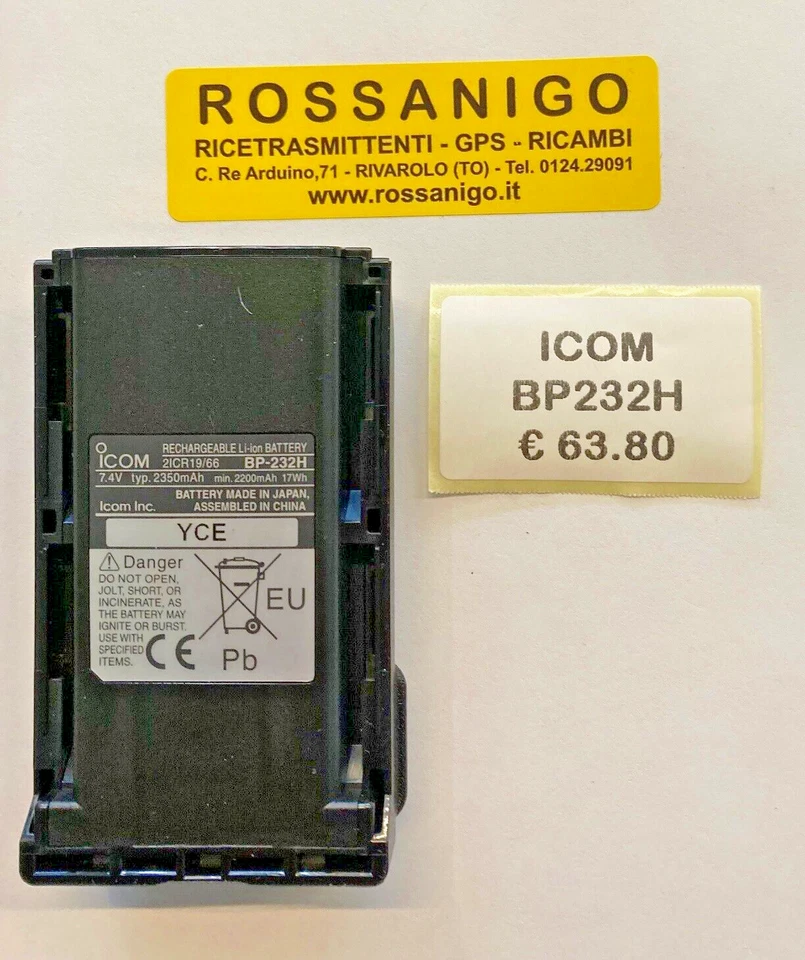 ROSSANIGO
RICETRASMITTENTI - GPS - RICAMBI
C. Re Arduino,71 - RIVAROLO (TO) - Tel. 0124.29091
www.rossanigo.it
ICOM
BP232H
€ 63.80
ICOM
RECHARGEABLE Li-ion BATTERY
2ICR19/66 BP-232H
7.4V typ. 2350mAh min. 2200mAh 17Wh
Icom Inc.
BATTERY MADE IN JAPAN,
ASSEMBLED IN CHINA
YCE
⚠ Danger
DO NOT OPEN,
JOLT, SHORT, OR
INCINERATE, AS
THE BATTERY MAY
IGNITE OR BURST.
USE WITH
SPECIFIED
ITEMS.
CE
EU
Pb